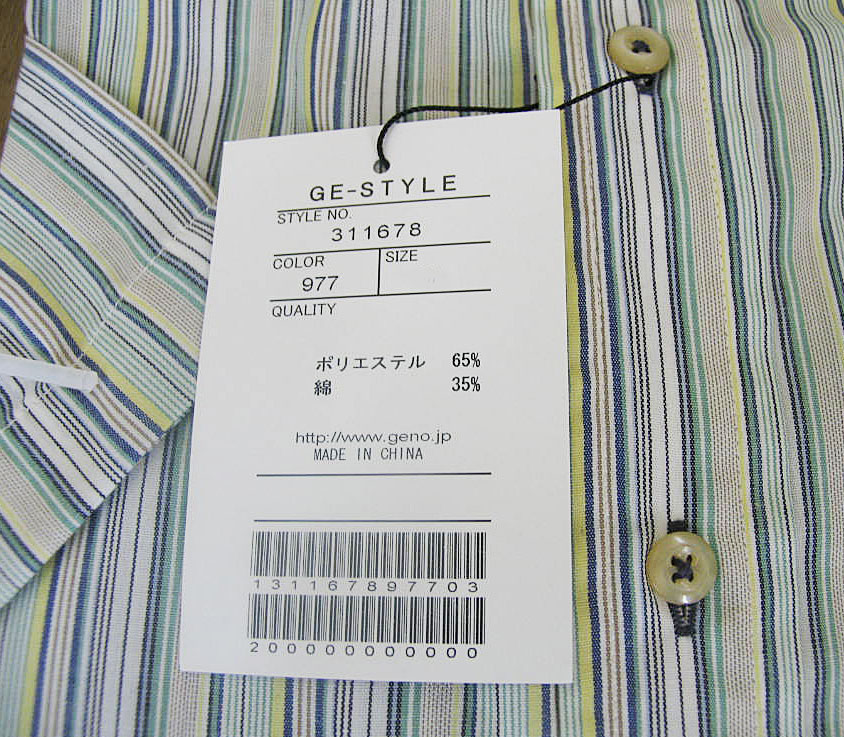 GE-STYLE
STYLE NO.
311678
COLOR SIZE
977
QUALITY
ポリエステル 65%
綿 35%
http://www.geno.jp
MADE IN CHINA
131167897703
2000000000000